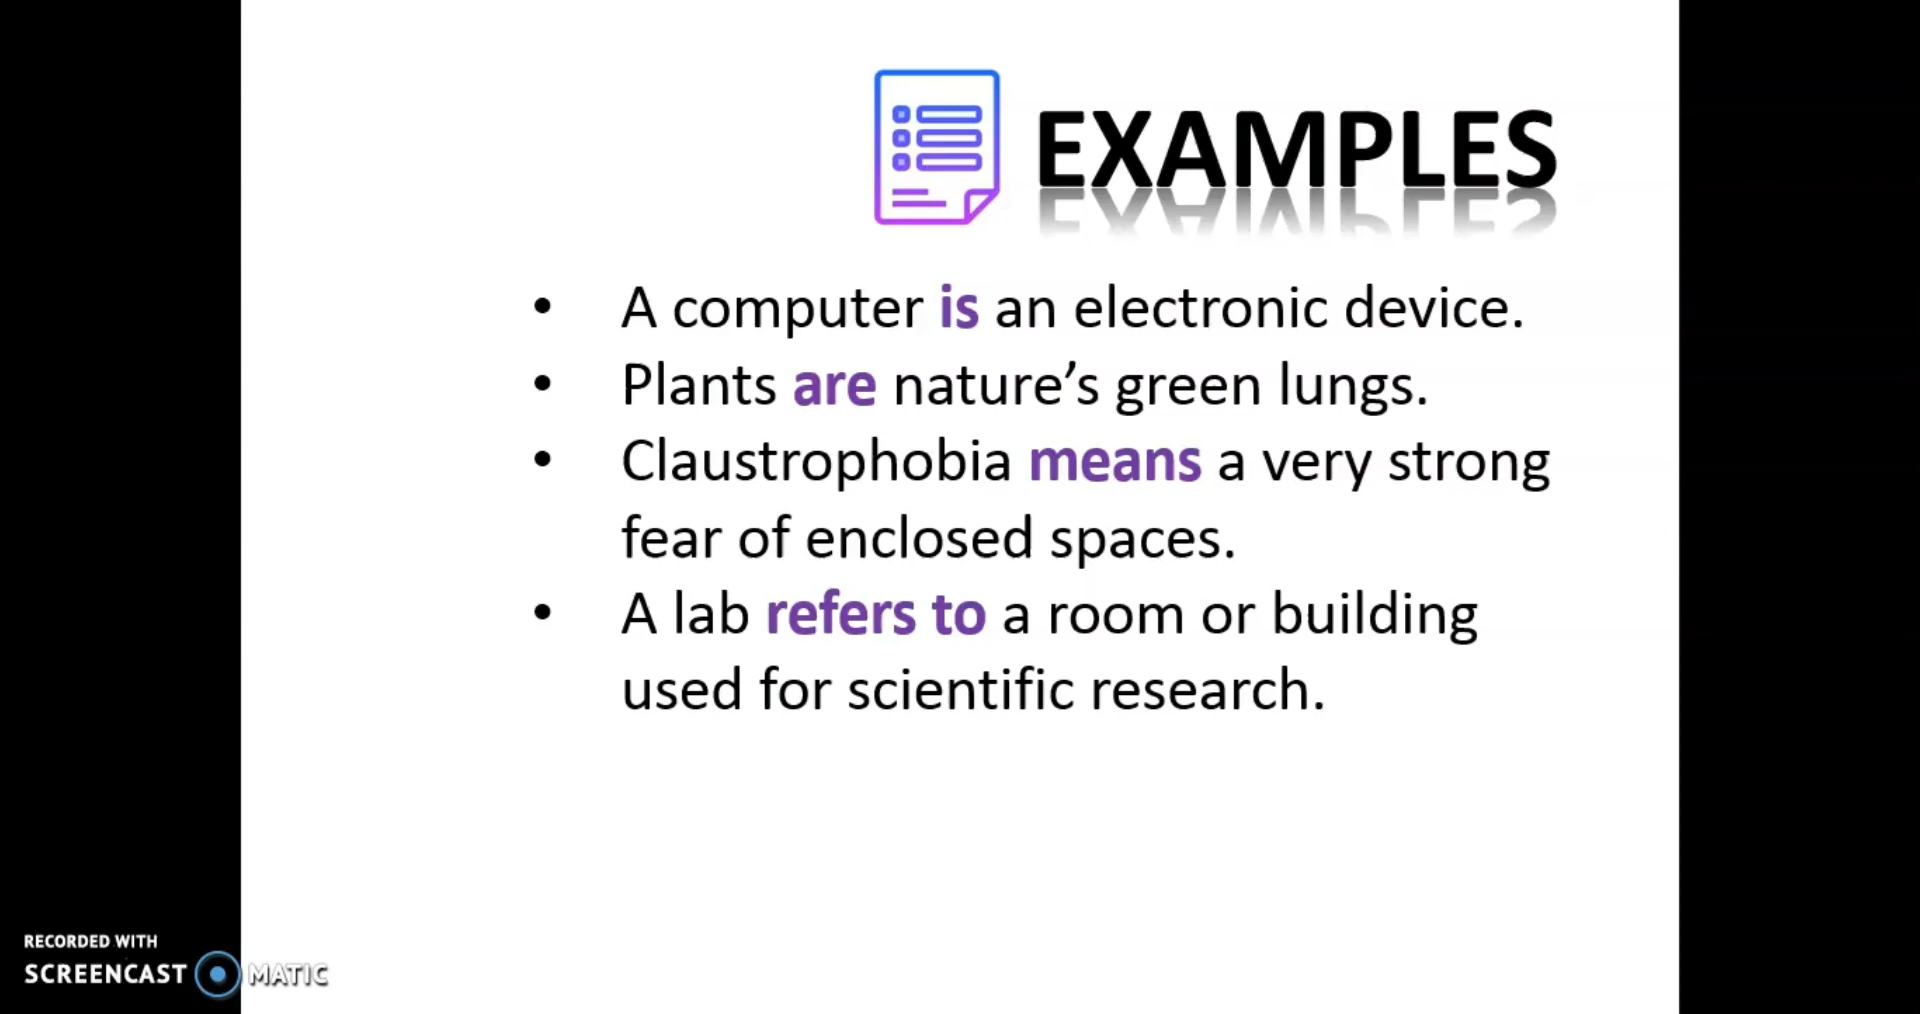 EXAMPLES
• A computer is an electronic device.
• Plants are nature’s green lungs.
• Claustrophobia means a very strong
fear of enclosed spaces.
• A lab refers to a room or building
used for scientific research.
RECORDED WITH
SCREENCAST MATIC